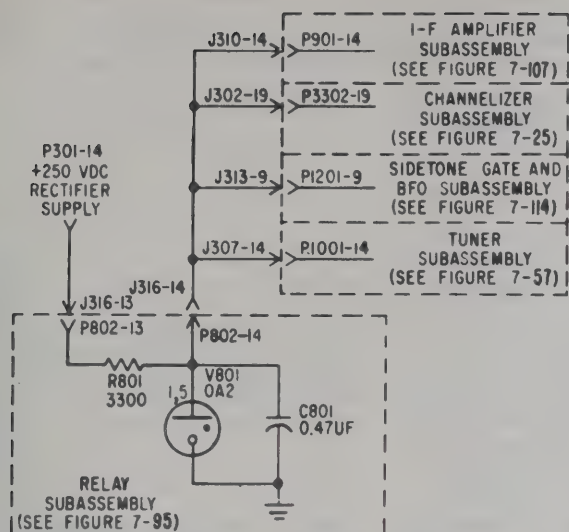 J310-14
P901-14
I-F AMPLIFIER
SUBASSEMBLY
(SEE FIGURE 7-107)
J302-19
P3302-19
CHANNELIZER
SUBASSEMBLY
(SEE FIGURE 7-25)
P301-14
+250 VDC
RECTIFIER
SUPPLY
J313-9
P1201-9
SIDETONE GATE AND
BFO SUBASSEMBLY
(SEE FIGURE 7-114)
J307-14
P.1001-14
TUNER
SUBASSEMBLY
(SEE FIGURE 7-57)
J316-13
J316-14
P802-13
P802-14
R801
3300
1,5
V801
0A2
C801
0.47UF
RELAY
SUBASSEMBLY
(SEE FIGURE 7-95)